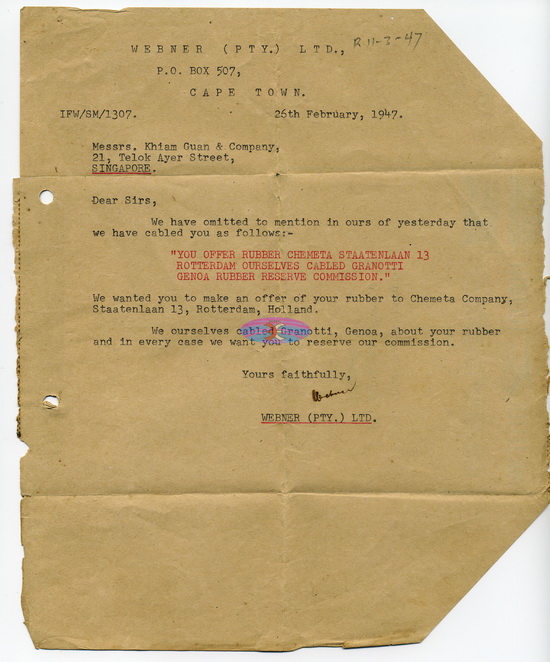 WEBNER (PTY.) LTD.,
R 11-3-47
P.O. BOX 507,
CAPE TOWN.
IFW/SM/1307. 26th February, 1947.
Messrs. Khiam Guan & Company,
21, Telok Ayer Street,
SINGAPORE.
Dear Sirs,
We have omitted to mention in ours of yesterday that
we have cabled you as follows:-
"YOU OFFER RUBBER CHEMETA STAATENLAAN 13
ROTTERDAM OURSELVES CABLED GRANOTTI
GENOA RUBBER RESERVE COMMISSION."
We wanted you to make an offer of your rubber to Chemeta Company,
Staatenlaan 13, Rotterdam, Holland.
We ourselves cabled Granotti, Genoa, about your rubber
and in every case we want you to reserve our commission.
Yours faithfully,
Webner
WEBNER (PTY.) LTD.